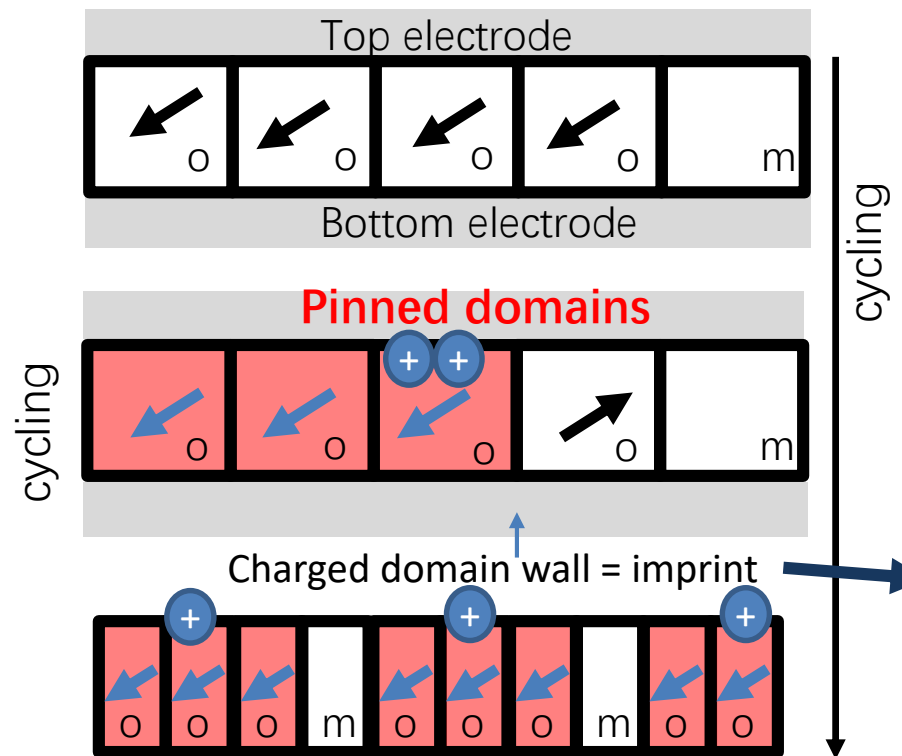 Top electrode
o o o o m
Bottom electrode
cycling
Pinned domains
+ +
cycling
o o o o m
Charged domain wall = imprint
+ + +
o o o m o o o m o o